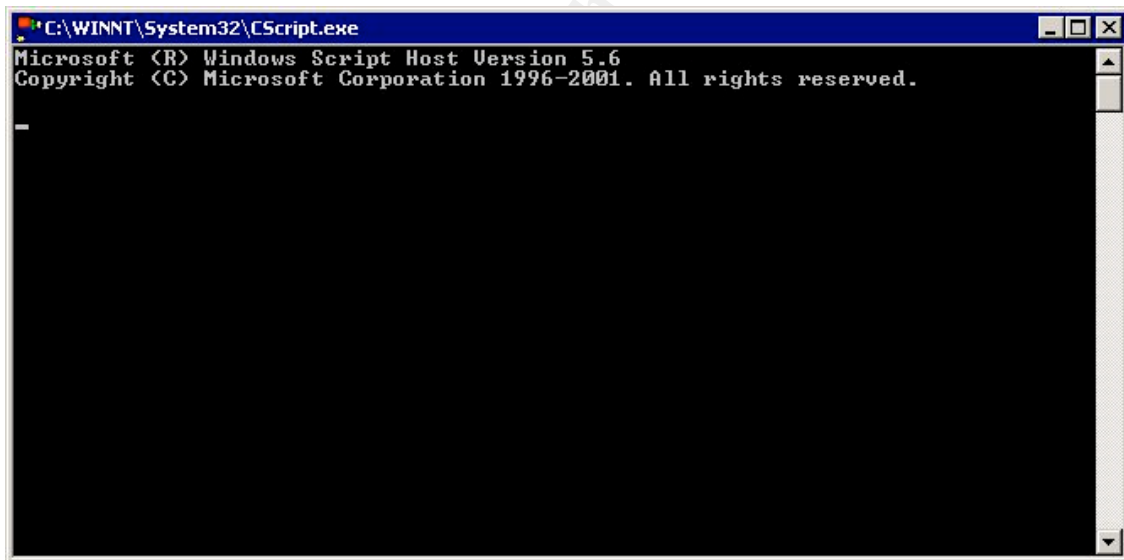 C:\WINNT\System32\CScript.exe
Microsoft (R) Windows Script Host Version 5.6
Copyright (C) Microsoft Corporation 1996-2001. All rights reserved.